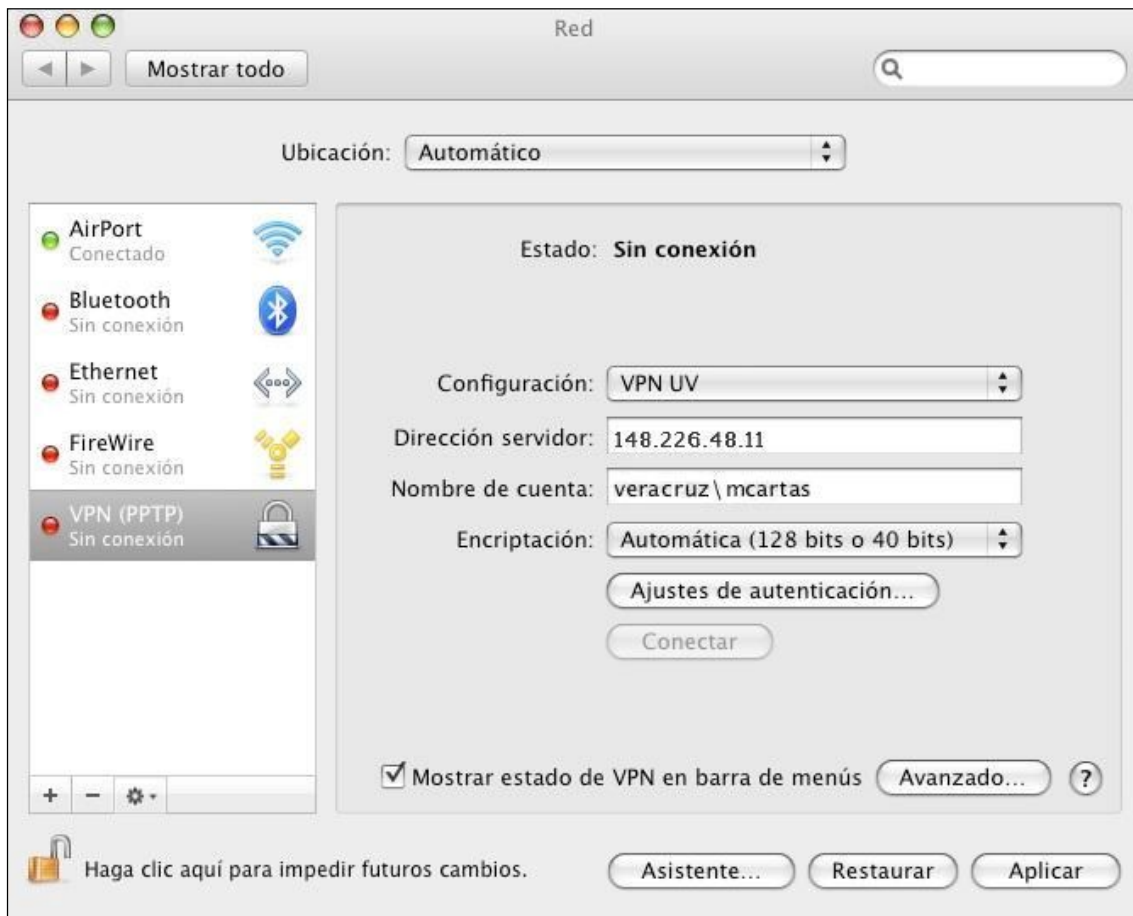 Red
Mostrar todo
Ubicación: Automático
AirPort
Conectado
Bluetooth
Sin conexión
Ethernet
Sin conexión
FireWire
Sin conexión
VPN (PPTP)
Sin conexión
Estado: Sin conexión
Configuración: VPN UV
Dirección servidor: 148.226.48.11
Nombre de cuenta: veracruz\mcartas
Encriptación: Automática (128 bits o 40 bits)
Ajustes de autenticación...
Conectar
Mostrar estado de VPN en barra de menús Avanzado... ?
Haga clic aquí para impedir futuros cambios. Asistente... Restaurar Aplicar